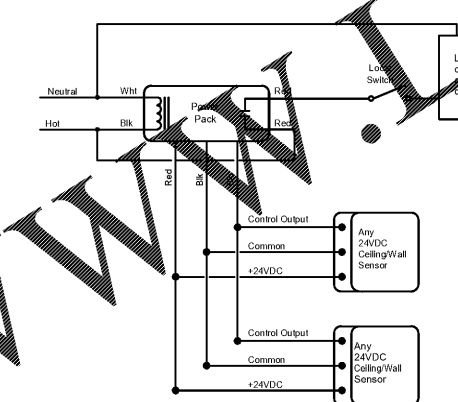 Neutral
Wht
Power
Pack
Red
Local
Switch
Hot
Blk
Red
Red
Blk
Control Output
Common
+24VDC
Any
24VDC
Ceiling/Wall
Sensor
Control Output
Common
+24VDC
Any
24VDC
Ceiling/Wall
Sensor